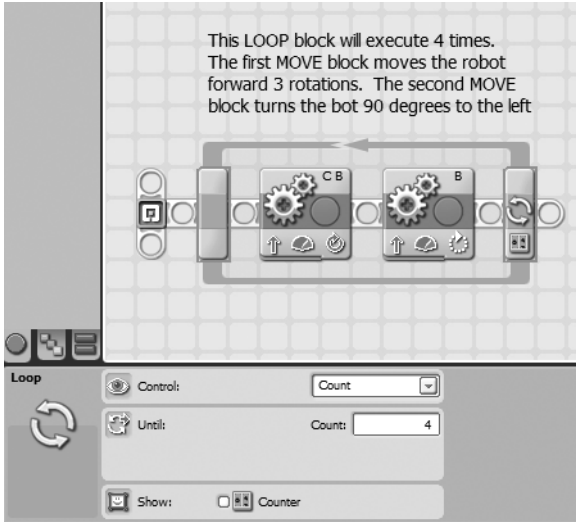 This LOOP block will execute 4 times.
The first MOVE block moves the robot
forward 3 rotations. The second MOVE
block turns the bot 90 degrees to the left
C B
B
Loop
Control:
Count
Until:
Count:
4
Show:
Counter